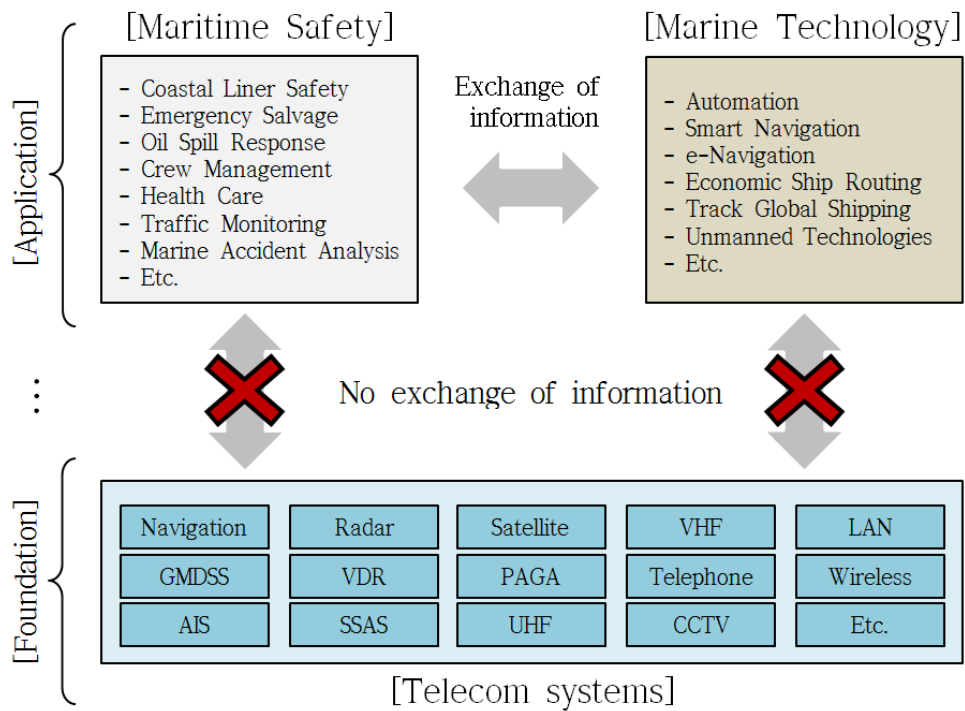 [Maritime Safety]
[Marine Technology]
[Application]
- Coastal Liner Safety
- Emergency Salvage
- Oil Spill Response
- Crew Management
- Health Care
- Traffic Monitoring
- Marine Accident Analysis
- Etc.
Exchange of
information
- Automation
- Smart Navigation
- e-Navigation
- Economic Ship Routing
- Track Global Shipping
- Unmanned Technologies
- Etc.
...
No exchange of information
[Foundation]
Navigation Radar Satellite VHF LAN
GMDSS VDR PAGA Telephone Wireless
AIS SSAS UHF CCTV Etc.
[Telecom systems]